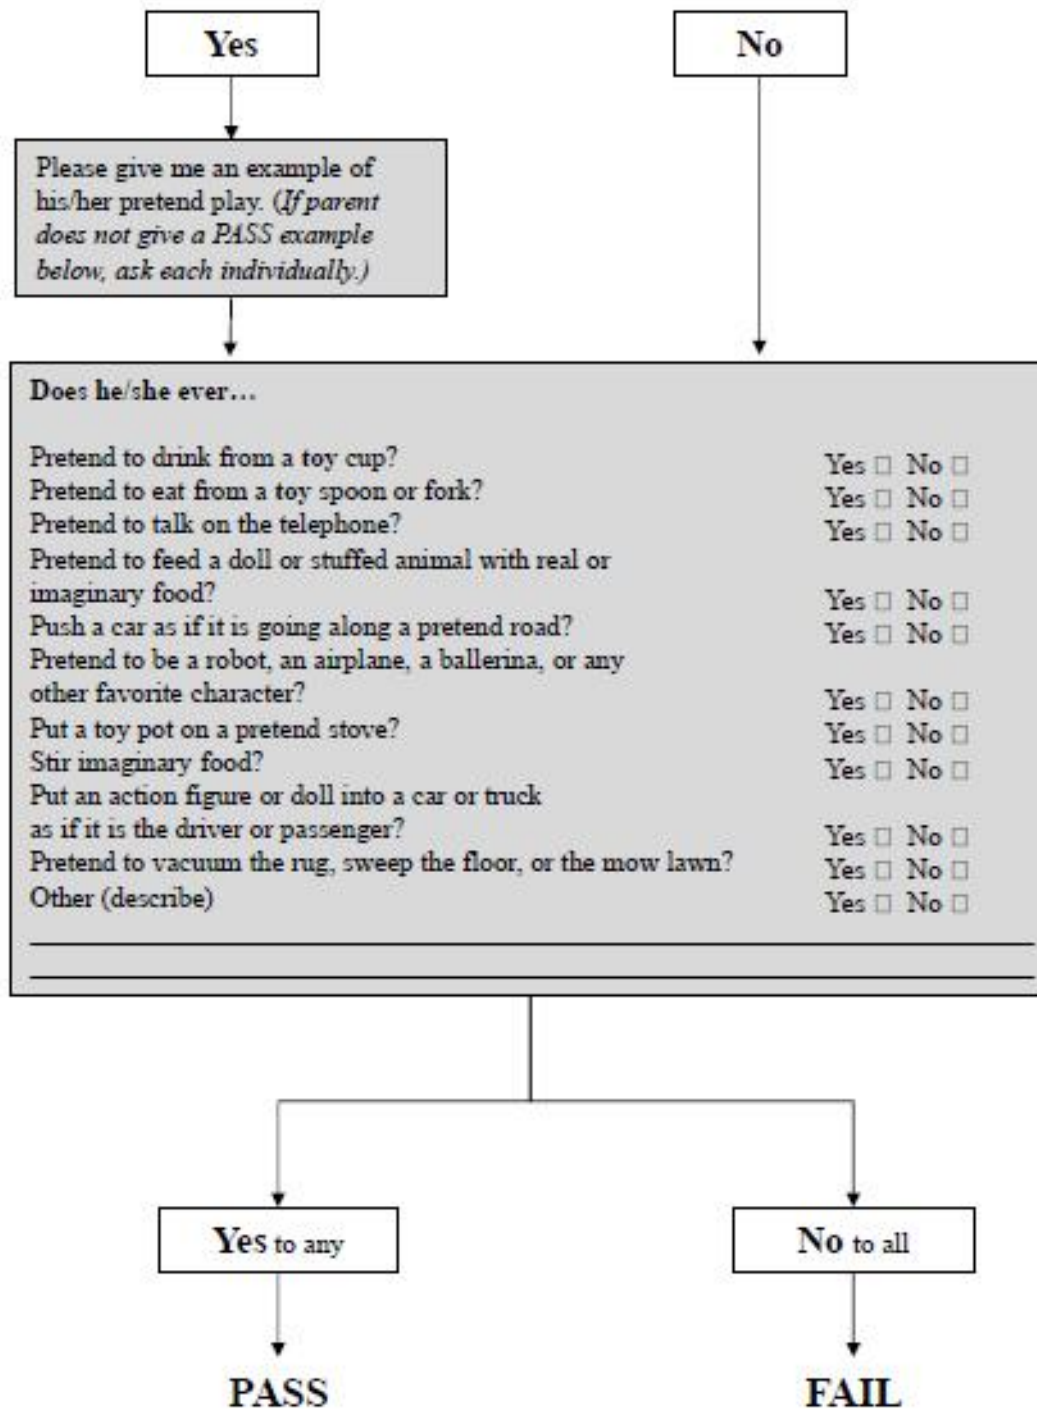 Yes
No
Please give me an example of
his/her pretend play. (If parent
does not give a PASS example
below, ask each individually.)
Does he/she ever…
Pretend to drink from a toy cup? Yes □ No □
Pretend to eat from a toy spoon or fork? Yes □ No □
Pretend to talk on the telephone? Yes □ No □
Pretend to feed a doll or stuffed animal with real or
imaginary food? Yes □ No □
Push a car as if it is going along a pretend road? Yes □ No □
Pretend to be a robot, an airplane, a ballerina, or any
other favorite character? Yes □ No □
Put a toy pot on a pretend stove? Yes □ No □
Stir imaginary food? Yes □ No □
Put an action figure or doll into a car or truck
as if it is the driver or passenger? Yes □ No □
Pretend to vacuum the rug, sweep the floor, or the mow lawn? Yes □ No □
Other (describe) Yes □ No □
Yes to any
No to all
PASS
FAIL